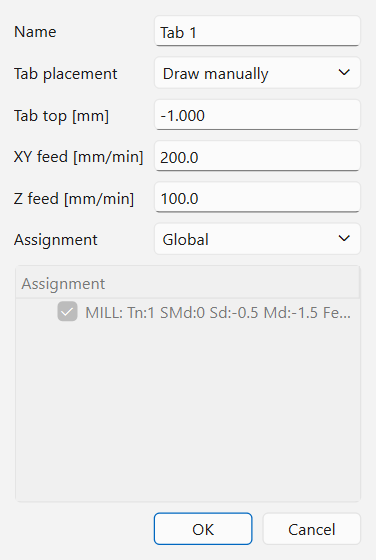 Name Tab 1
Tab placement Draw manually
Tab top [mm] -1.000
XY feed [mm/min] 200.0
Z feed [mm/min] 100.0
Assignment Global
Assignment
MILL: Tn:1 SMd:0 Sd:-0.5 Md:-1.5 Fe...
OK Cancel